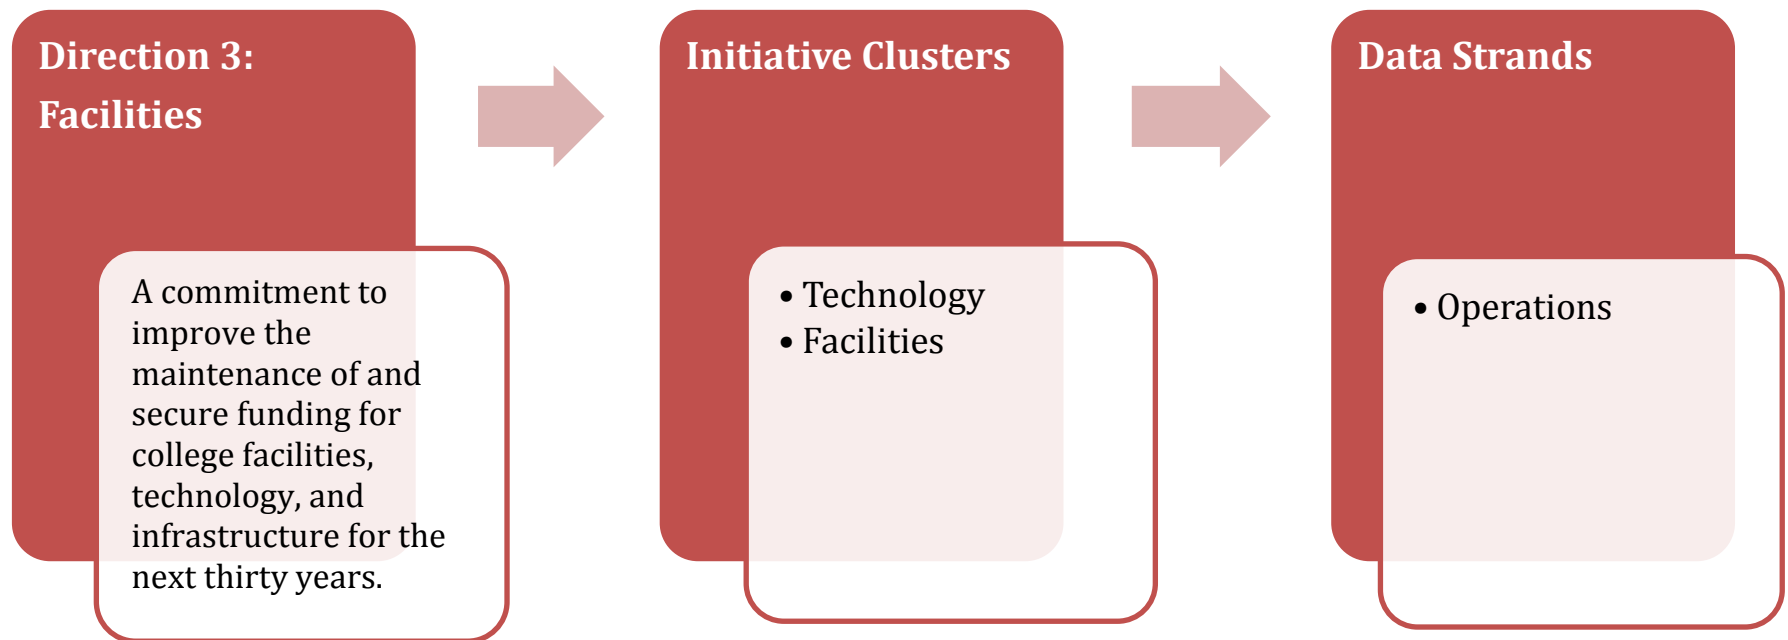 Direction 3:
Facilities
A commitment to
improve the
maintenance of and
secure funding for
college facilities,
technology, and
infrastructure for the
next thirty years.
Initiative Clusters
• Technology
• Facilities
Data Strands
• Operations